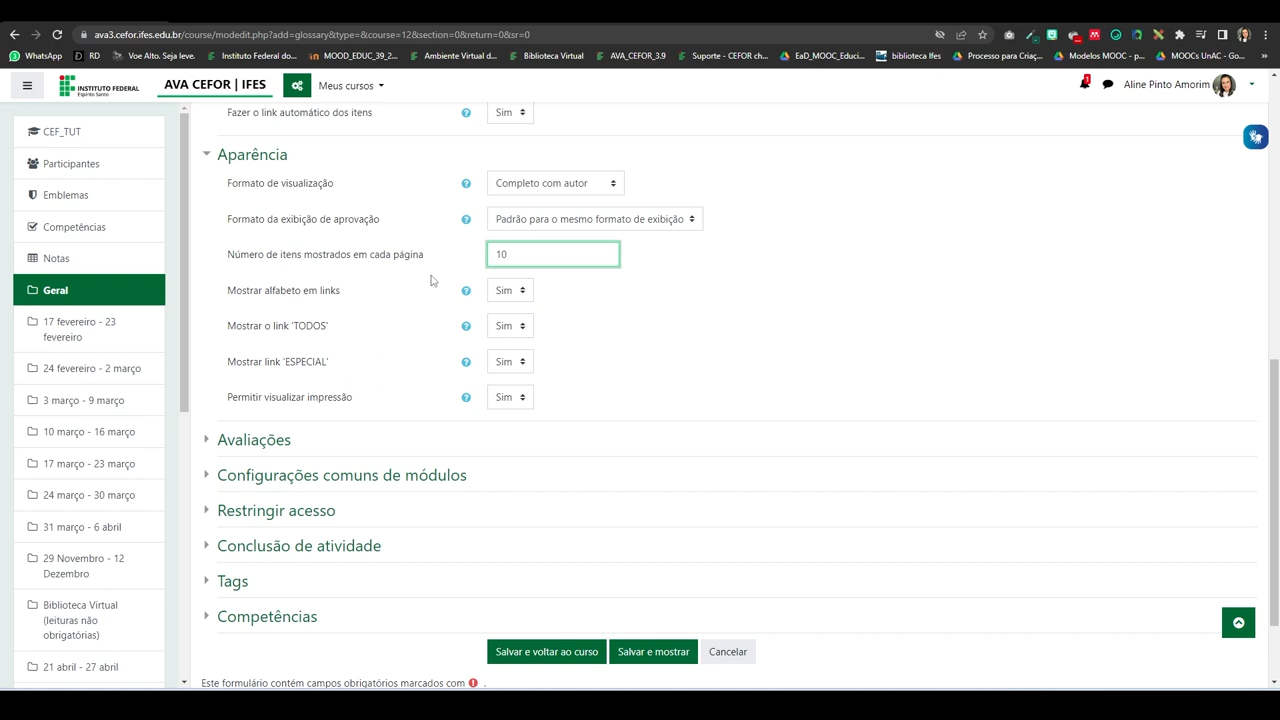 ava3.cefor.ifes.edu.br/course/modedit.php?add=glossary&type=&course=12&section=0&return=0&sr=0
WhatsApp
RD
Voe Alto. Seja leve.
Instituto Federal do...
MOOD_EDUC_39_2...
Ambiente Virtual d...
Biblioteca Virtual
AVA_CEFOR_3.9
Suporte - CEFOR ch...
EaD_MOOC_Educi...
biblioteca Ifes
Processo para Criaç...
Modelos MOOC - p...
MOOCs UnAC - Go...
INSTITUTO FEDERAL
Espírito Santo
AVA CEFOR | IFES
Meus cursos
1
Aline Pinto Amorim
CEF_TUT
Participantes
Emblemas
Competências
Notas
Geral
17 fevereiro - 23
fevereiro
24 fevereiro - 2 março
3 março - 9 março
10 março - 16 março
17 março - 23 março
24 março - 30 março
31 março - 6 abril
29 Novembro - 12
Dezembro
Biblioteca Virtual
(leituras não
obrigatórias)
21 abril - 27 abril
Fazer o link automático dos itens
Sim
Aparência
Formato de visualização
Completo com autor
Formato da exibição de aprovação
Padrão para o mesmo formato de exibição
Número de itens mostrados em cada página
10
Mostrar alfabeto em links
Sim
Mostrar o link 'TODOS'
Sim
Mostrar link 'ESPECIAL'
Sim
Permitir visualizar impressão
Sim
Avaliações
Configurações comuns de módulos
Restringir acesso
Conclusão de atividade
Tags
Competências
Salvar e voltar ao curso
Salvar e mostrar
Cancelar
Este formulário contém campos obrigatórios marcados com .